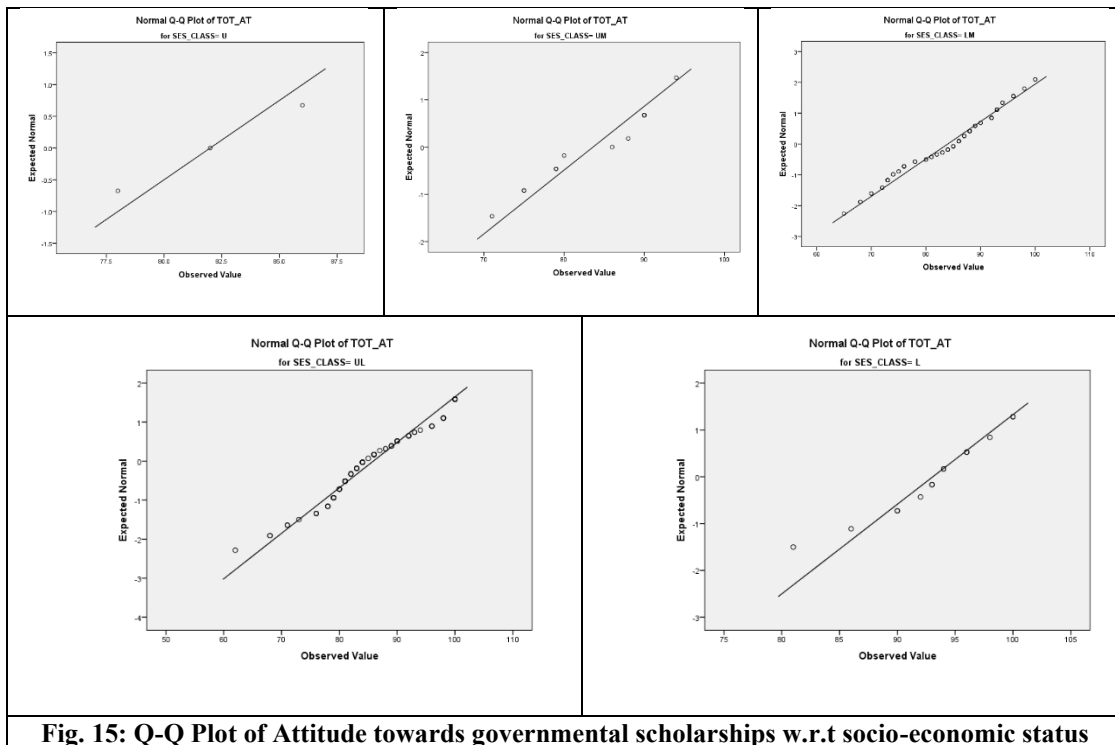 Normal Q-Q Plot of TOT_AT
for SES_CLASS= U
1.5
1.0
0.5
0.0
-0.5
-1.0
-1.5
Expected Normal
77.5
80.0
82.5
85.0
87.5
Observed Value
Normal Q-Q Plot of TOT_AT
for SES_CLASS= UM
2
1
0
-1
-2
Expected Normal
70
80
90
100
Observed Value
Normal Q-Q Plot of TOT_AT
for SES_CLASS= LM
3
2
1
0
-1
-2
-3
Expected Normal
60
70
80
90
100
110
Observed Value
Normal Q-Q Plot of TOT_AT
for SES_CLASS= UL
2
1
0
-1
-2
-3
-4
Expected Normal
50
60
70
80
90
100
110
Observed Value
Normal Q-Q Plot of TOT_AT
for SES_CLASS= L
2
1
0
-1
-2
-3
Expected Normal
75
80
85
90
95
100
105
Observed Value
Fig. 15: Q-Q Plot of Attitude towards governmental scholarships w.r.t socio-economic status